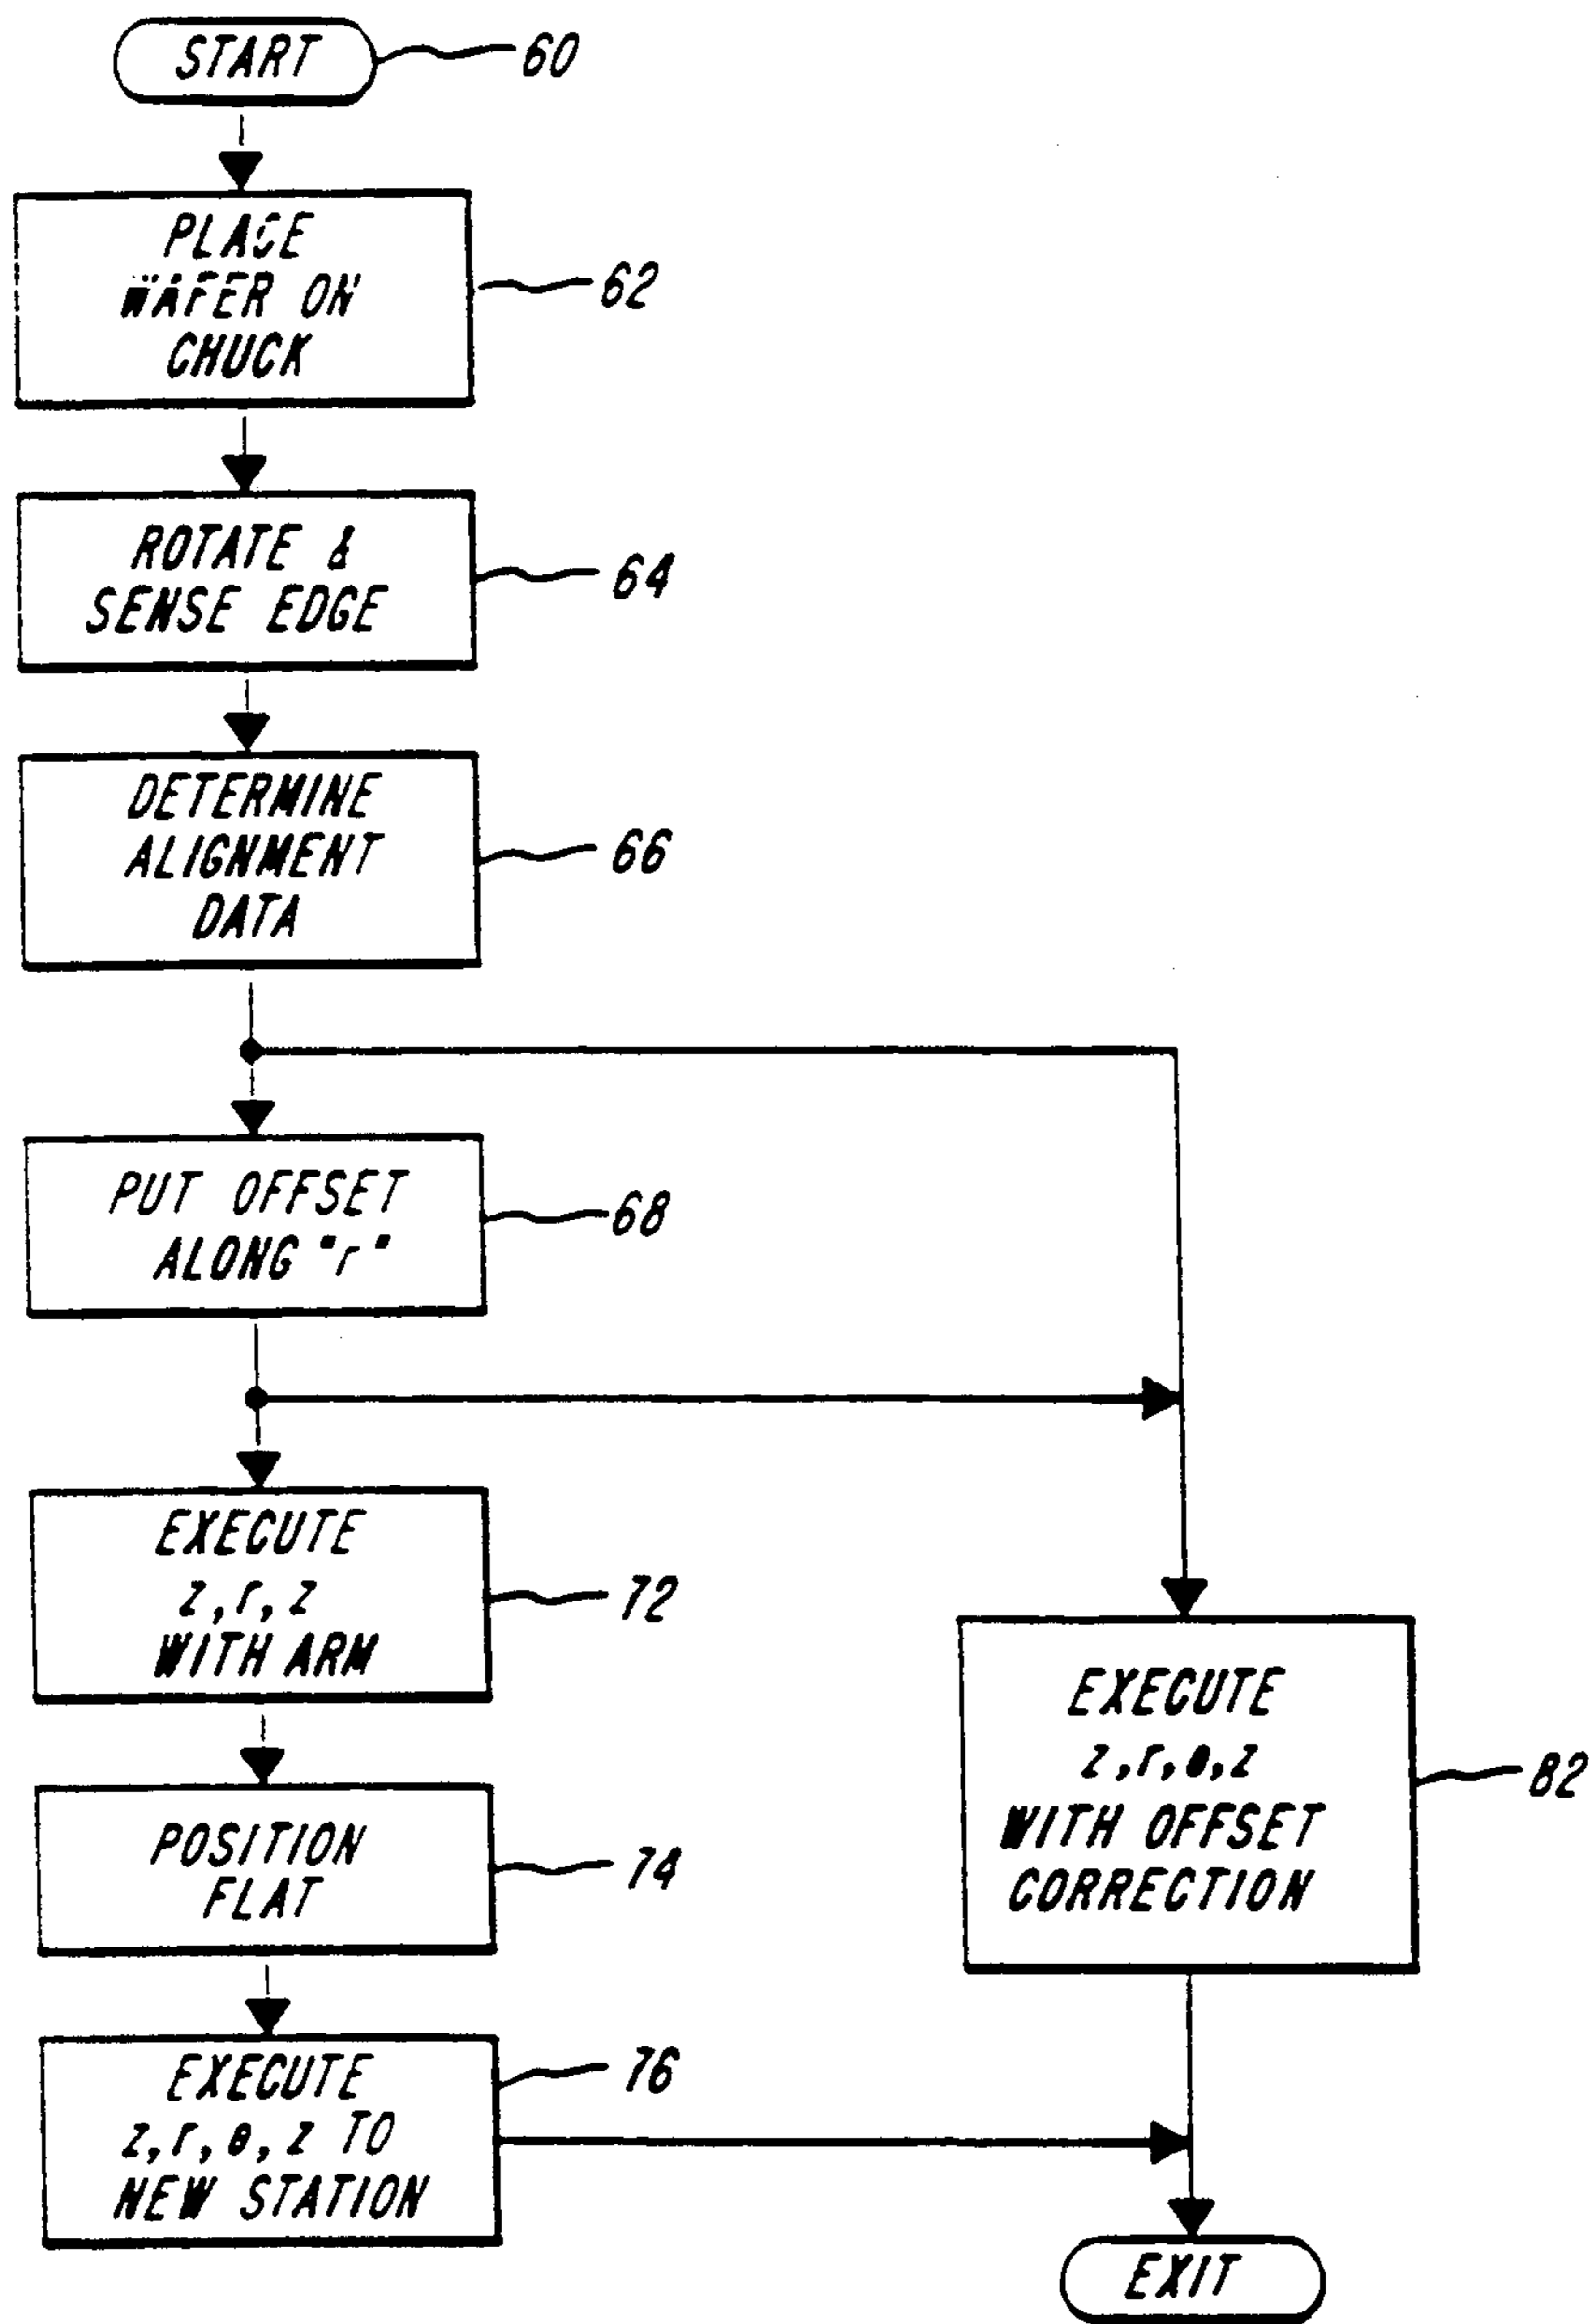 START
60
PLACE
WAFER ON
CHUCK
62
ROTATE &
SENSE EDGE
64
DETERMINE
ALIGNMENT
DATA
66
PUT OFFSET
ALONG "r"
68
EXECUTE
z,r,z
WITH ARM
72
POSITION
FLAT
74
EXECUTE
z,r,θ,z TO
NEW STATION
76
EXECUTE
z,r,θ,z
WITH OFFSET
CORRECTION
82
EXIT